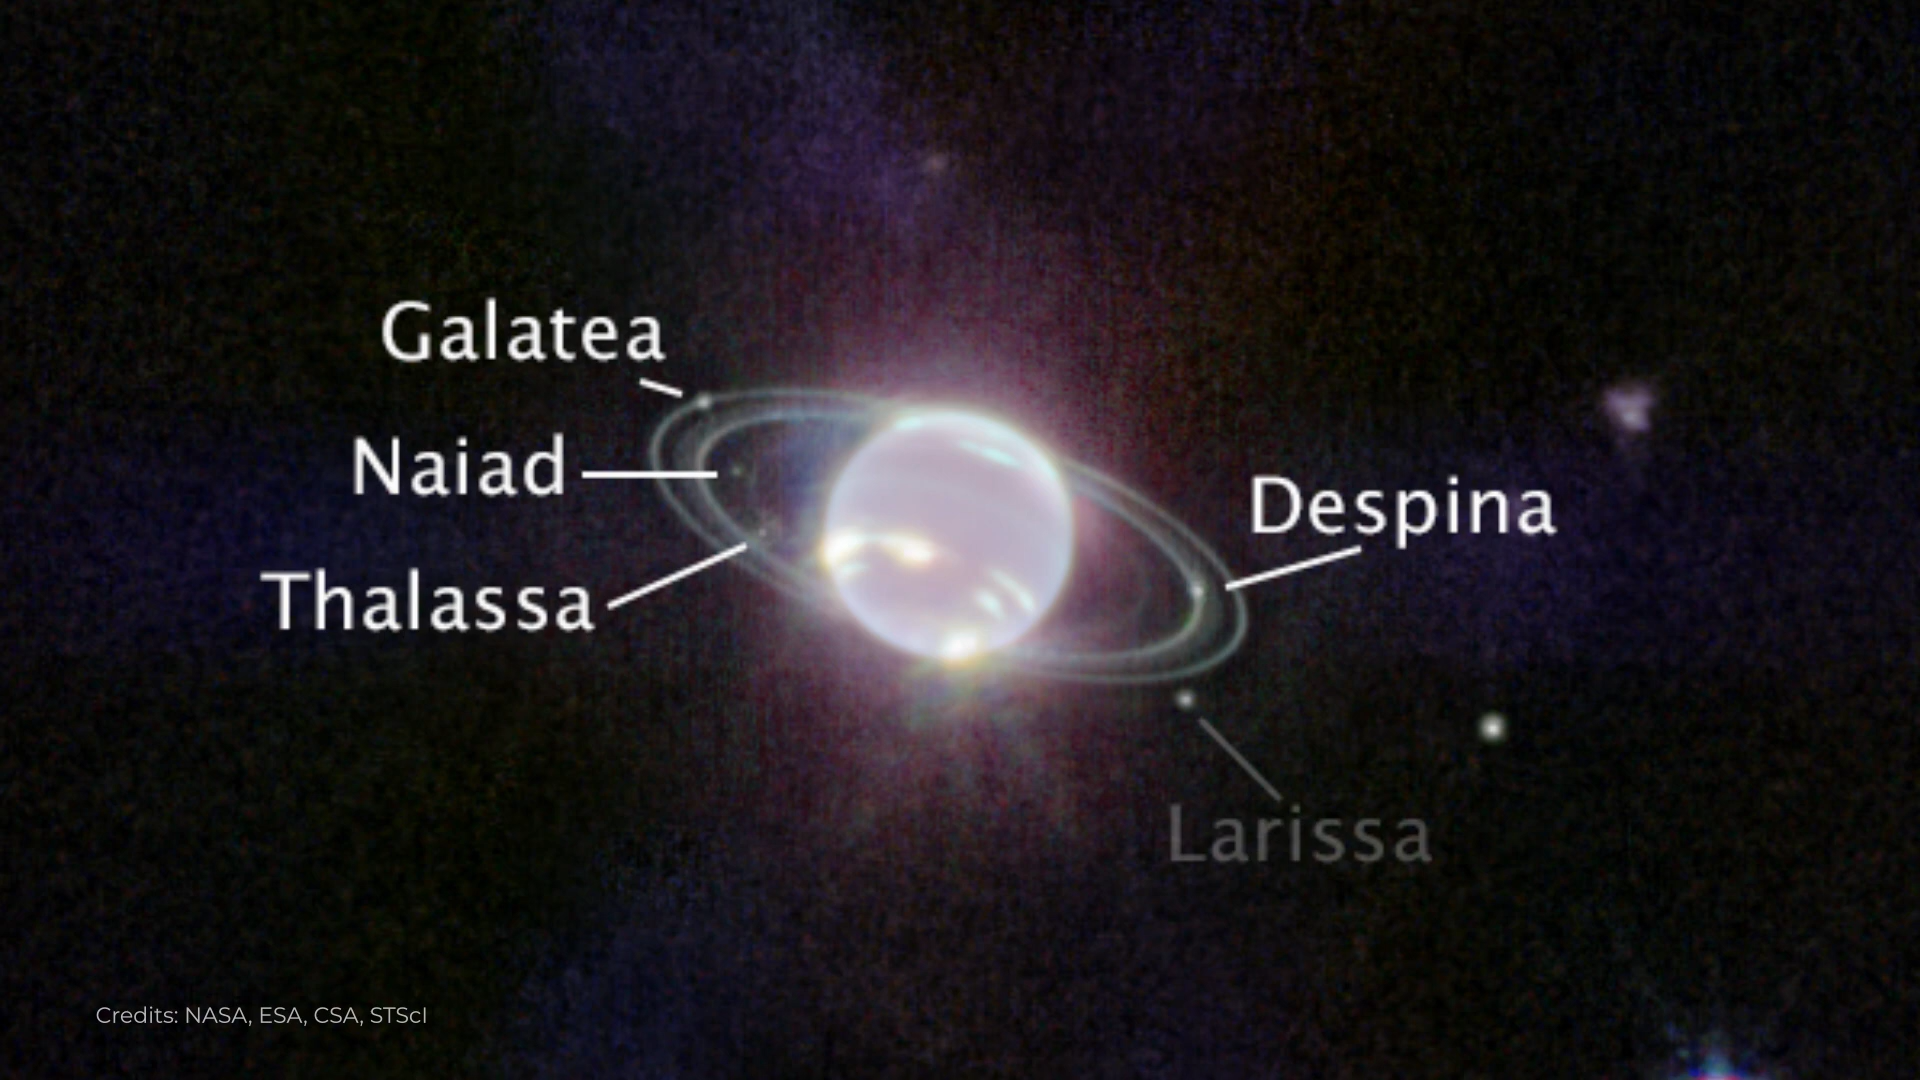 Galatea
Naiad
Despina
Thalassa
Larissa
Credits: NASA, ESA, CSA, STScI